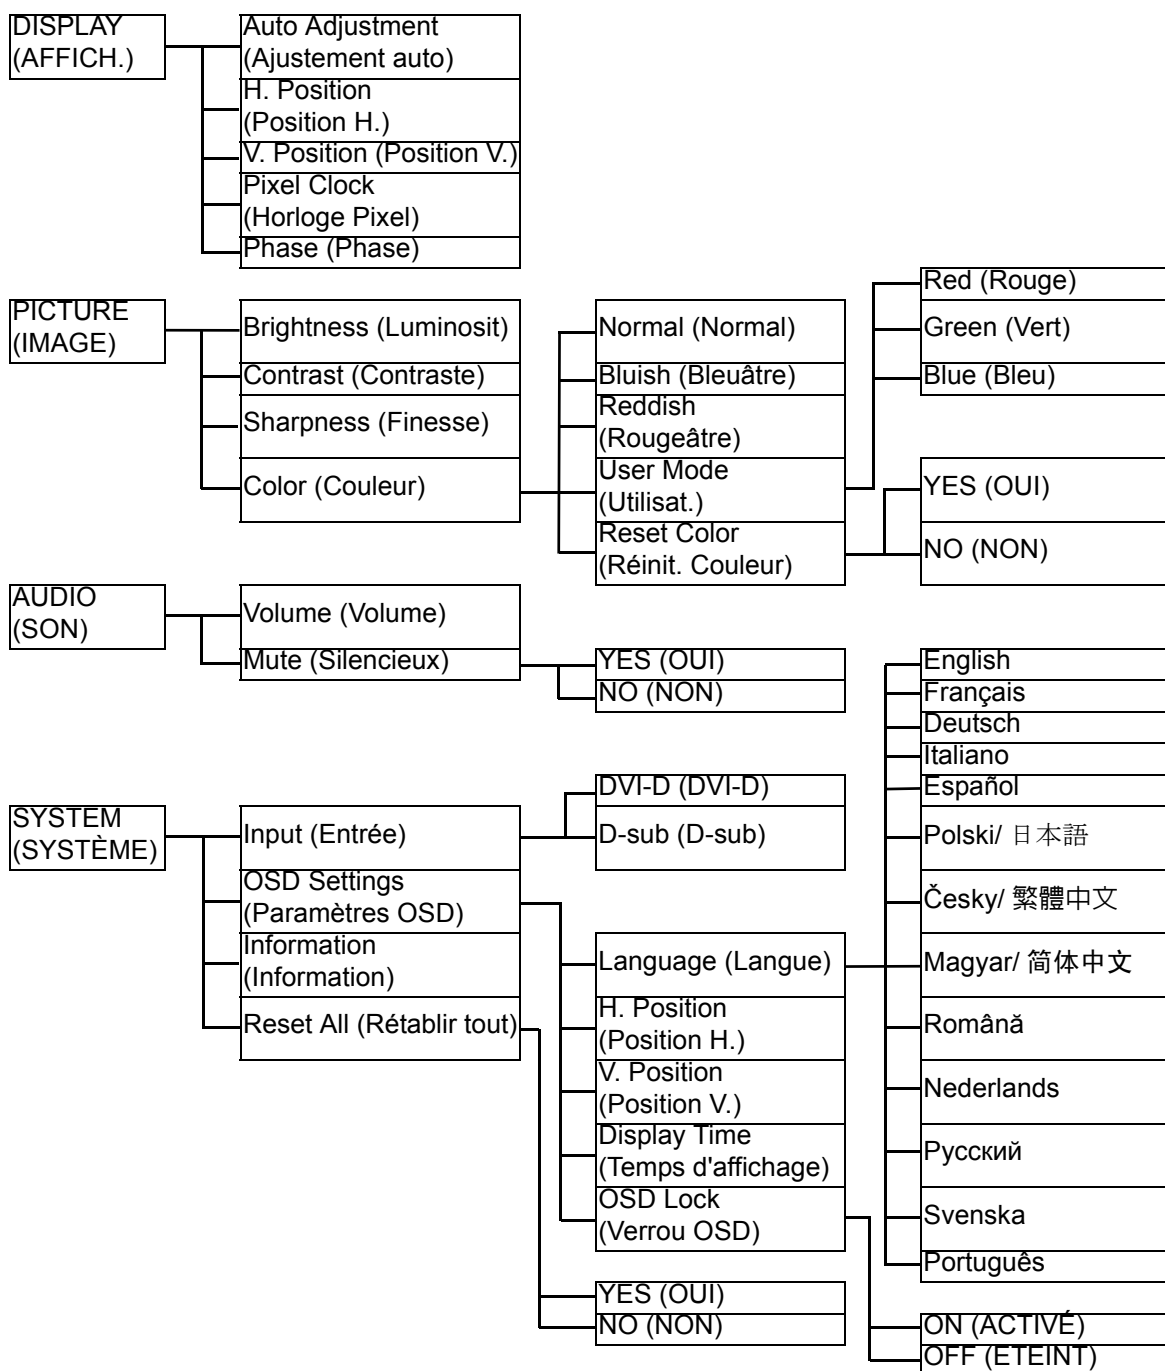 DISPLAY
(AFFICH.)
Auto Adjustment
(Ajustement auto)
H. Position
(Position H.)
V. Position (Position V.)
Pixel Clock
(Horloge Pixel)
Phase (Phase)
PICTURE
(IMAGE)
Brightness (Luminosit)
Contrast (Contraste)
Sharpness (Finesse)
Color (Couleur)
Normal (Normal)
Bluish (Bleuâtre)
Reddish
(Rougeâtre)
User Mode
(Utilisat.)
Reset Color
(Réinit. Couleur)
Red (Rouge)
Green (Vert)
Blue (Bleu)
YES (OUI)
NO (NON)
AUDIO
(SON)
Volume (Volume)
Mute (Silencieux)
YES (OUI)
NO (NON)
SYSTEM
(SYSTÈME)
Input (Entrée)
OSD Settings
(Paramètres OSD)
Information
(Information)
Reset All (Rétablir tout)
DVI-D (DVI-D)
D-sub (D-sub)
Language (Langue)
H. Position
(Position H.)
V. Position
(Position V.)
Display Time
(Temps d'affichage)
OSD Lock
(Verrou OSD)
YES (OUI)
NO (NON)
English
Français
Deutsch
Italiano
Español
Polski/ 日本語
Česky/ 繁體中文
Magyar/ 简体中文
Română
Nederlands
Русский
Svenska
Português
ON (ACTIVÉ)
OFF (ETEINT)